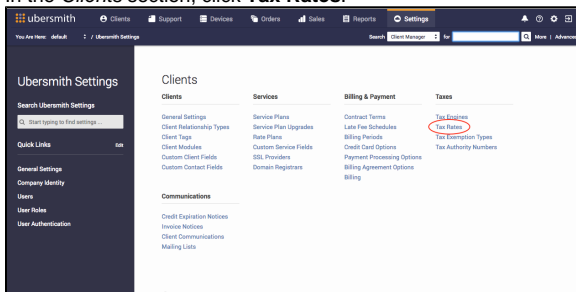 In the Clients section, click Tax Rates.
ubersmith Clients Support Devices Orders Sales Reports Settings
You Are Here: default / Ubersmith Settings Search Client Manager for More | Advanced
Ubersmith Settings
Search Ubersmith Settings
Start typing to find settings ...
Quick Links Edit
General Settings
Company Identity
Users
User Roles
User Authentication
Clients
Clients Services Billing & Payment Taxes
General Settings Service Plans Contract Terms Tax Engines
Client Relationship Types Service Plan Upgrades Late Fee Schedules Tax Rates
Client Tags Rate Plans Billing Periods Tax Exemption Types
Client Modules Custom Service Fields Credit Card Options Tax Authority Numbers
Custom Client Fields SSL Providers Payment Processing Options
Custom Contact Fields Domain Registrars Billing Agreement Options
Billing
Communications
Credit Expiration Notices
Invoice Notices
Client Communications
Mailing Lists